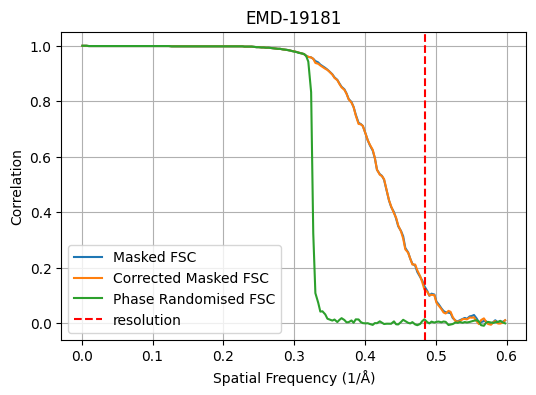 EMD-19181
1.0
0.8
0.6
0.4
0.2
0.0
Correlation
Masked FSC
Corrected Masked FSC
Phase Randomised FSC
resolution
0.0 0.1 0.2 0.3 0.4 0.5 0.6
Spatial Frequency (1/Å)